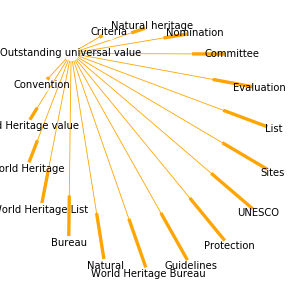 Natural heritage
Criteria
Nomination
Outstanding universal value
Committee
Convention
Evaluation
d Heritage value
List
orld Heritage
Sites
World Heritage List
UNESCO
Bureau
Protection
Natural
Guidelines
World Heritage Bureau